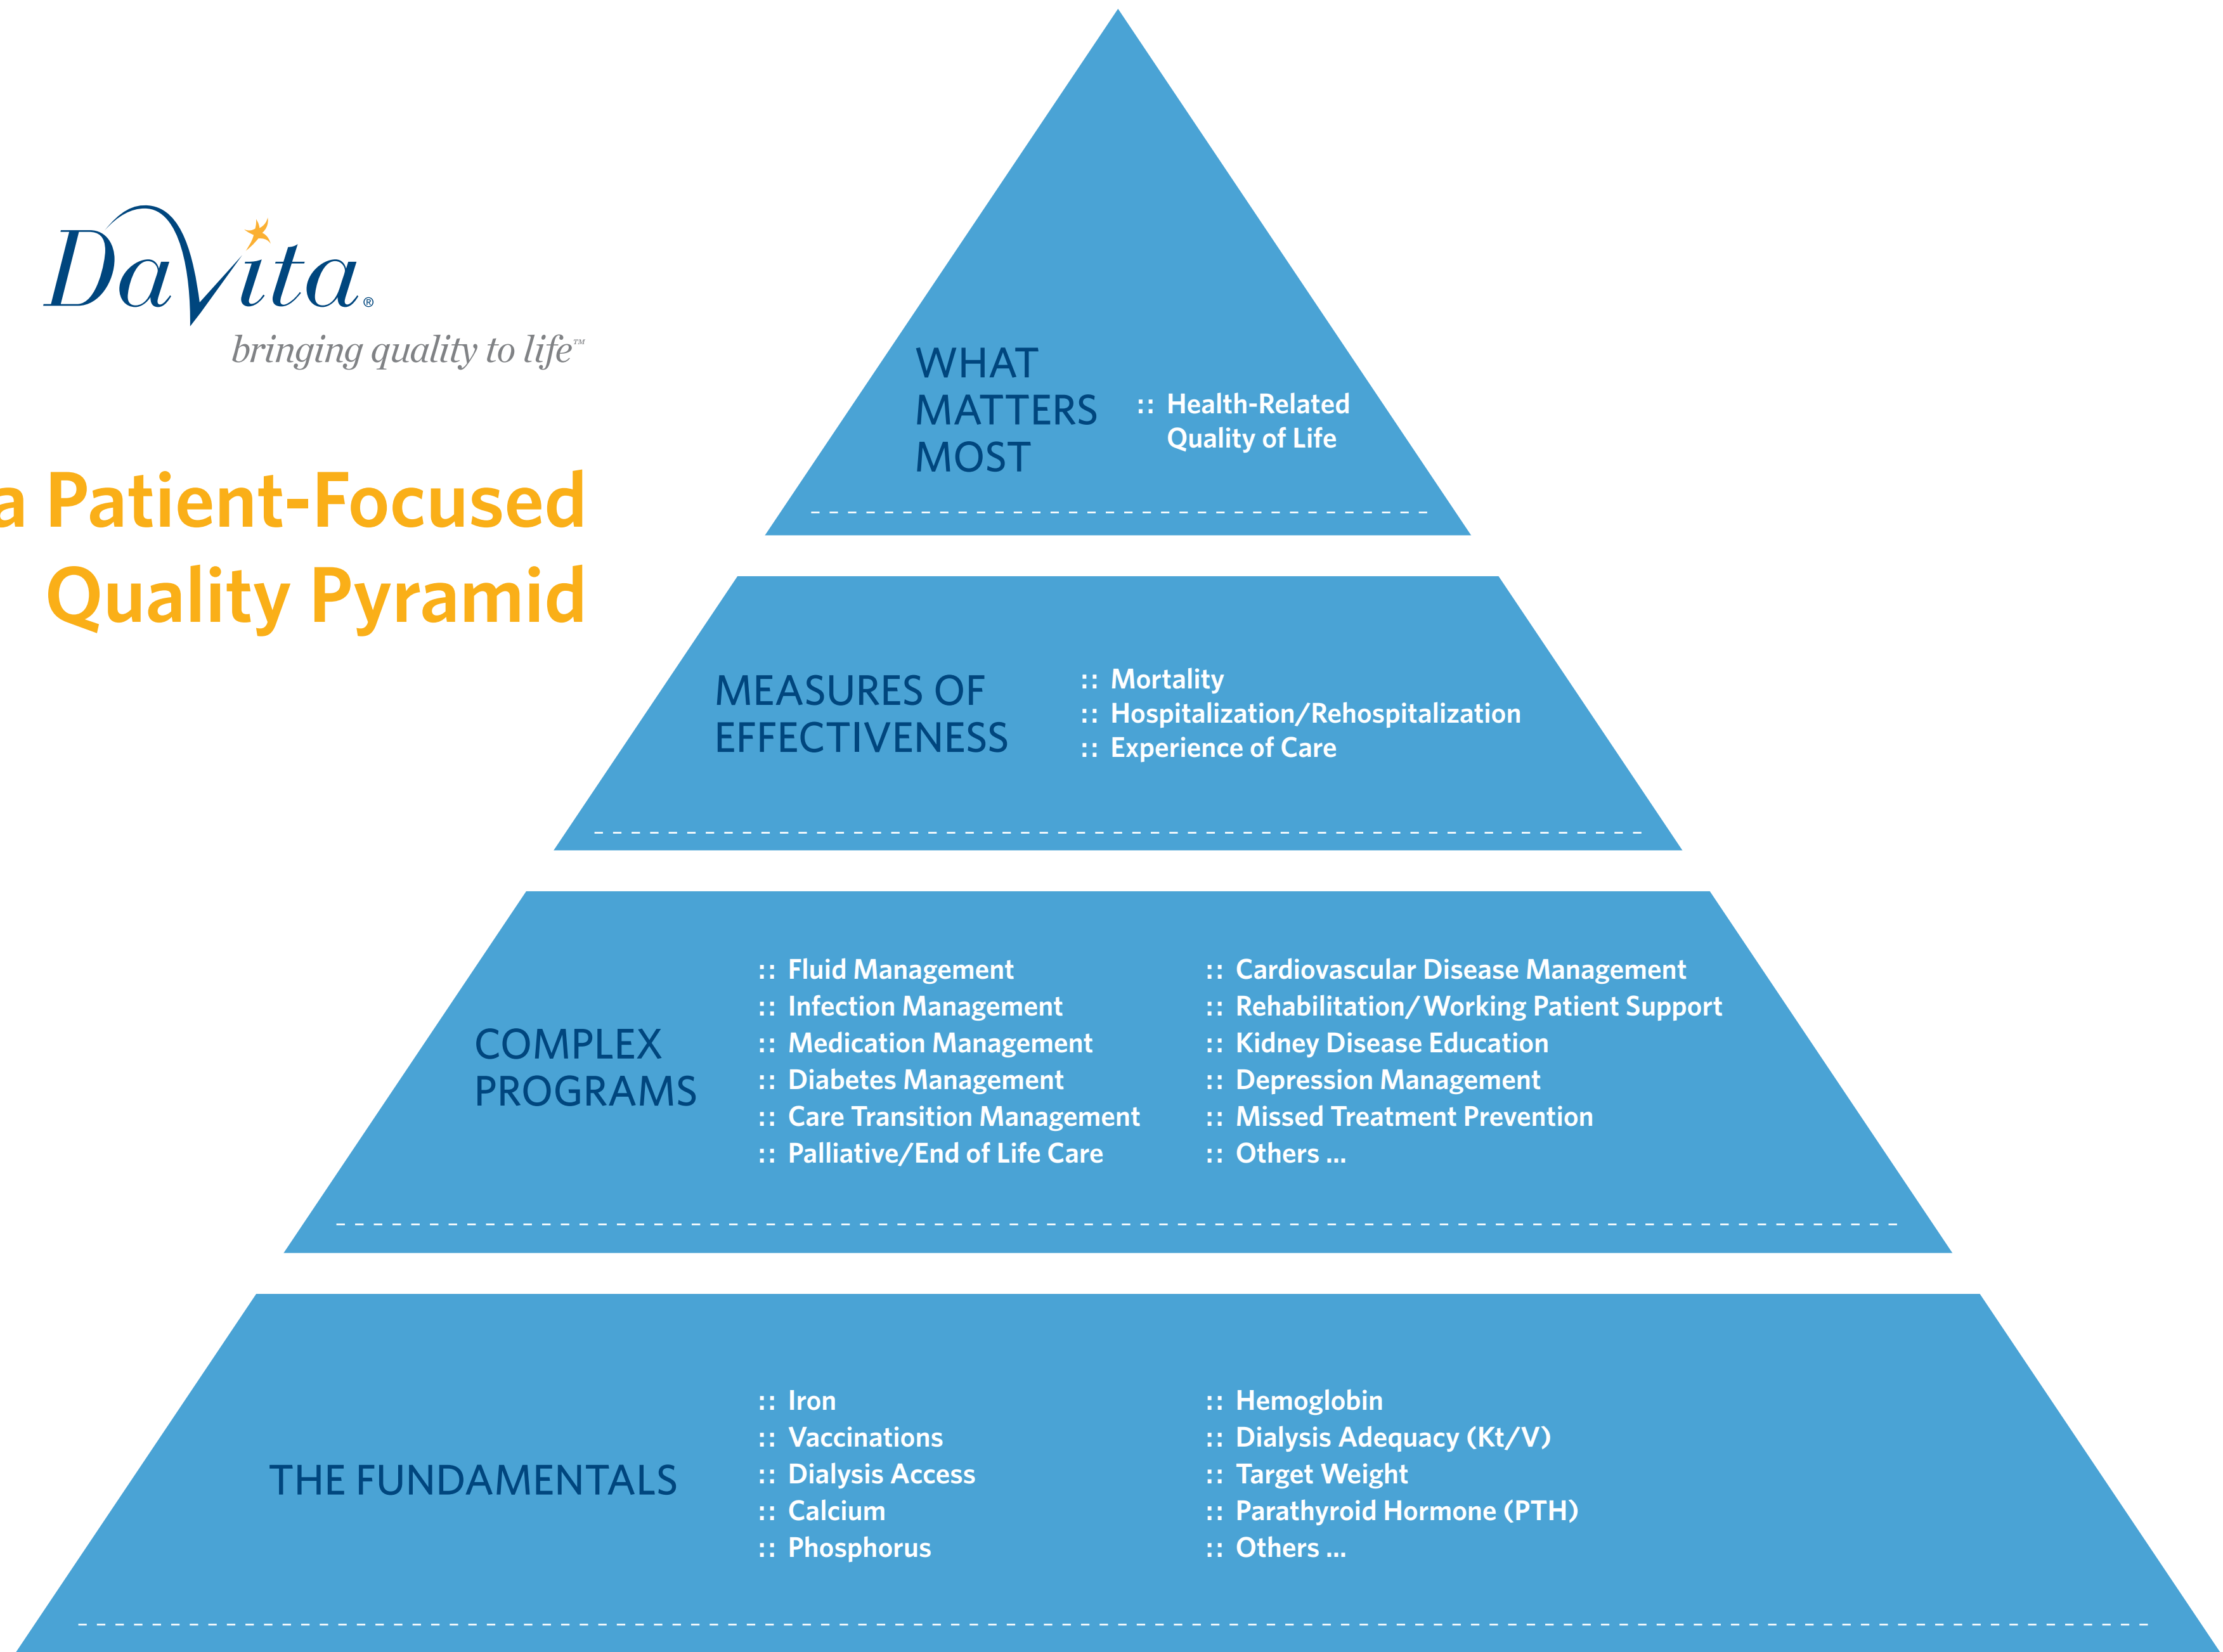 DaVita®
bringing quality to life™
a Patient-Focused
Quality Pyramid
WHAT
MATTERS
MOST
:: Health-Related
Quality of Life
MEASURES OF
EFFECTIVENESS
:: Mortality
:: Hospitalization/Rehospitalization
:: Experience of Care
COMPLEX
PROGRAMS
:: Fluid Management
:: Infection Management
:: Medication Management
:: Diabetes Management
:: Care Transition Management
:: Palliative/End of Life Care
:: Cardiovascular Disease Management
:: Rehabilitation/Working Patient Support
:: Kidney Disease Education
:: Depression Management
:: Missed Treatment Prevention
:: Others ...
THE FUNDAMENTALS
:: Iron
:: Vaccinations
:: Dialysis Access
:: Calcium
:: Phosphorus
:: Hemoglobin
:: Dialysis Adequacy (Kt/V)
:: Target Weight
:: Parathyroid Hormone (PTH)
:: Others ...